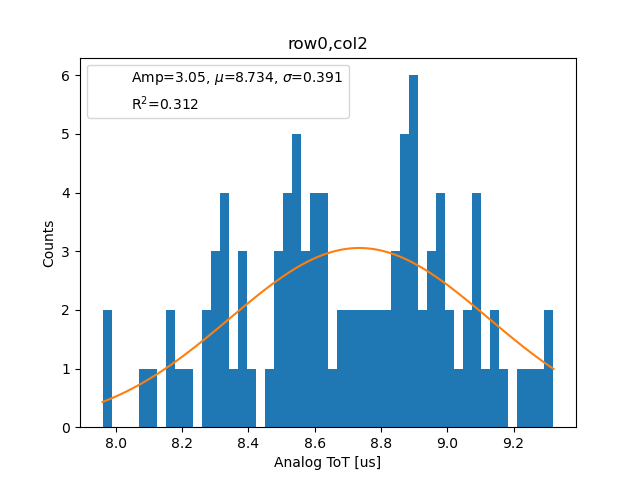 row0,col2
Amp=3.05, μ=8.734, σ=0.391
R²=0.312
6
5
4
3
2
1
0
Counts
8.0 8.2 8.4 8.6 8.8 9.0 9.2
Analog ToT [us]